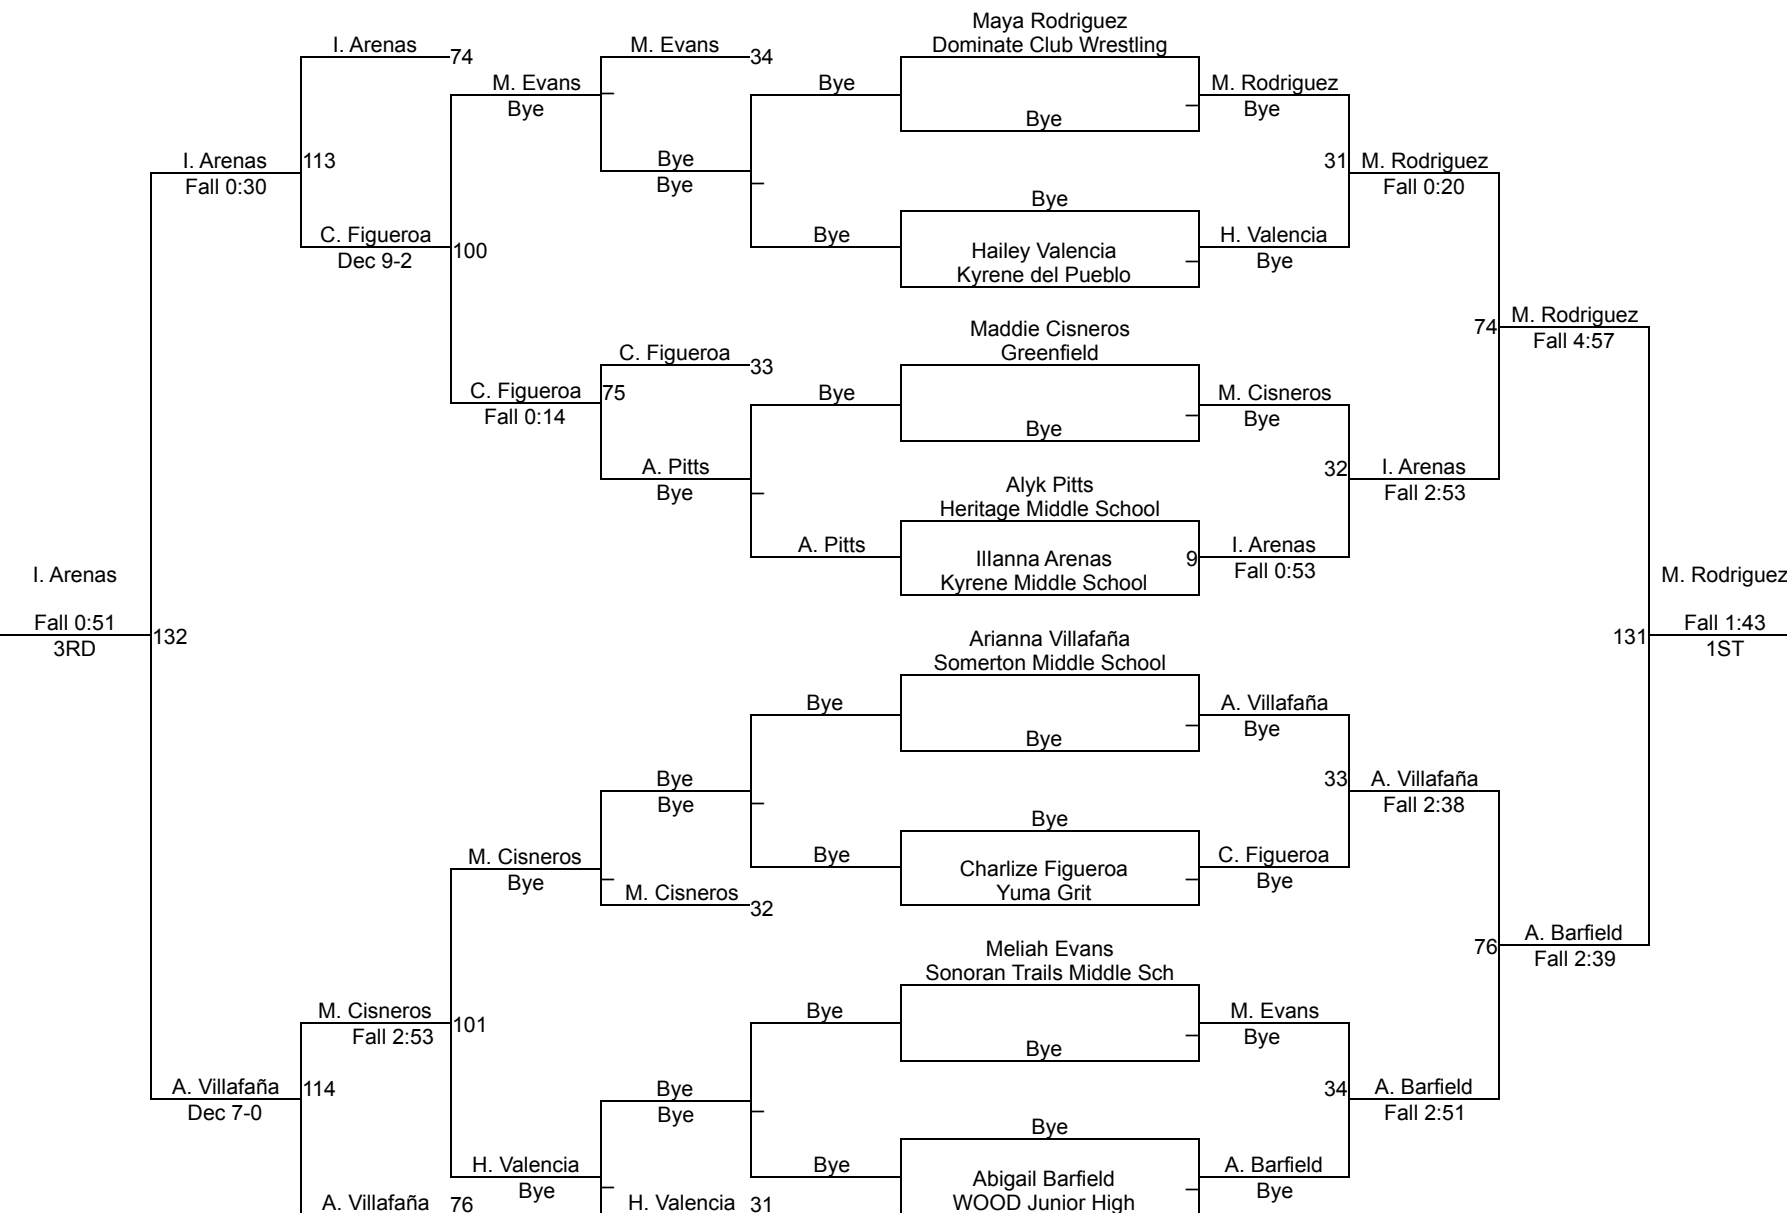 Maya Rodriguez
I. Arenas
M. Evans
Dominate Club Wrestling
74
34
M. Evans
Bye
M. Rodriguez
Bye
Bye
Bye
I. Arenas
113
Bye
31
M. Rodriguez
Fall 0:30
Bye
Fall 0:20
Bye
C. Figueroa
Bye
H. Valencia
Dec 9-2
100
Hailey Valencia
Bye
Kyrene del Pueblo
Maddie Cisneros
M. Rodriguez
74
C. Figueroa
Greenfield
Fall 4:57
33
C. Figueroa
75
Bye
M. Cisneros
Fall 0:14
Bye
Bye
A. Pitts
32
I. Arenas
Bye
Alyk Pitts
Fall 2:53
Heritage Middle School
A. Pitts
I. Arenas
Illanna Arenas
9
Fall 0:53
I. Arenas
Kyrene Middle School
M. Rodriguez
Fall 0:51
Fall 1:43
132
Arianna Villafaña
131
3RD
Somerton Middle School
1ST
Bye
A. Villafaña
Bye
Bye
Bye
33
A. Villafaña
Bye
Fall 2:38
Bye
M. Cisneros
Bye
C. Figueroa
Bye
Charlize Figueroa
Bye
M. Cisneros
Yuma Grit
32
A. Barfield
Meliah Evans
76
Fall 2:39
Sonoran Trails Middle Sch
M. Cisneros
Bye
M. Evans
101
Fall 2:53
Bye
Bye
A. Villafaña
114
Bye
34
A. Barfield
Dec 7-0
Bye
Fall 2:51
Bye
H. Valencia
Bye
A. Barfield
Bye
Abigail Barfield
Bye
A. Villafaña
76
H. Valencia
31
WOOD Junior High